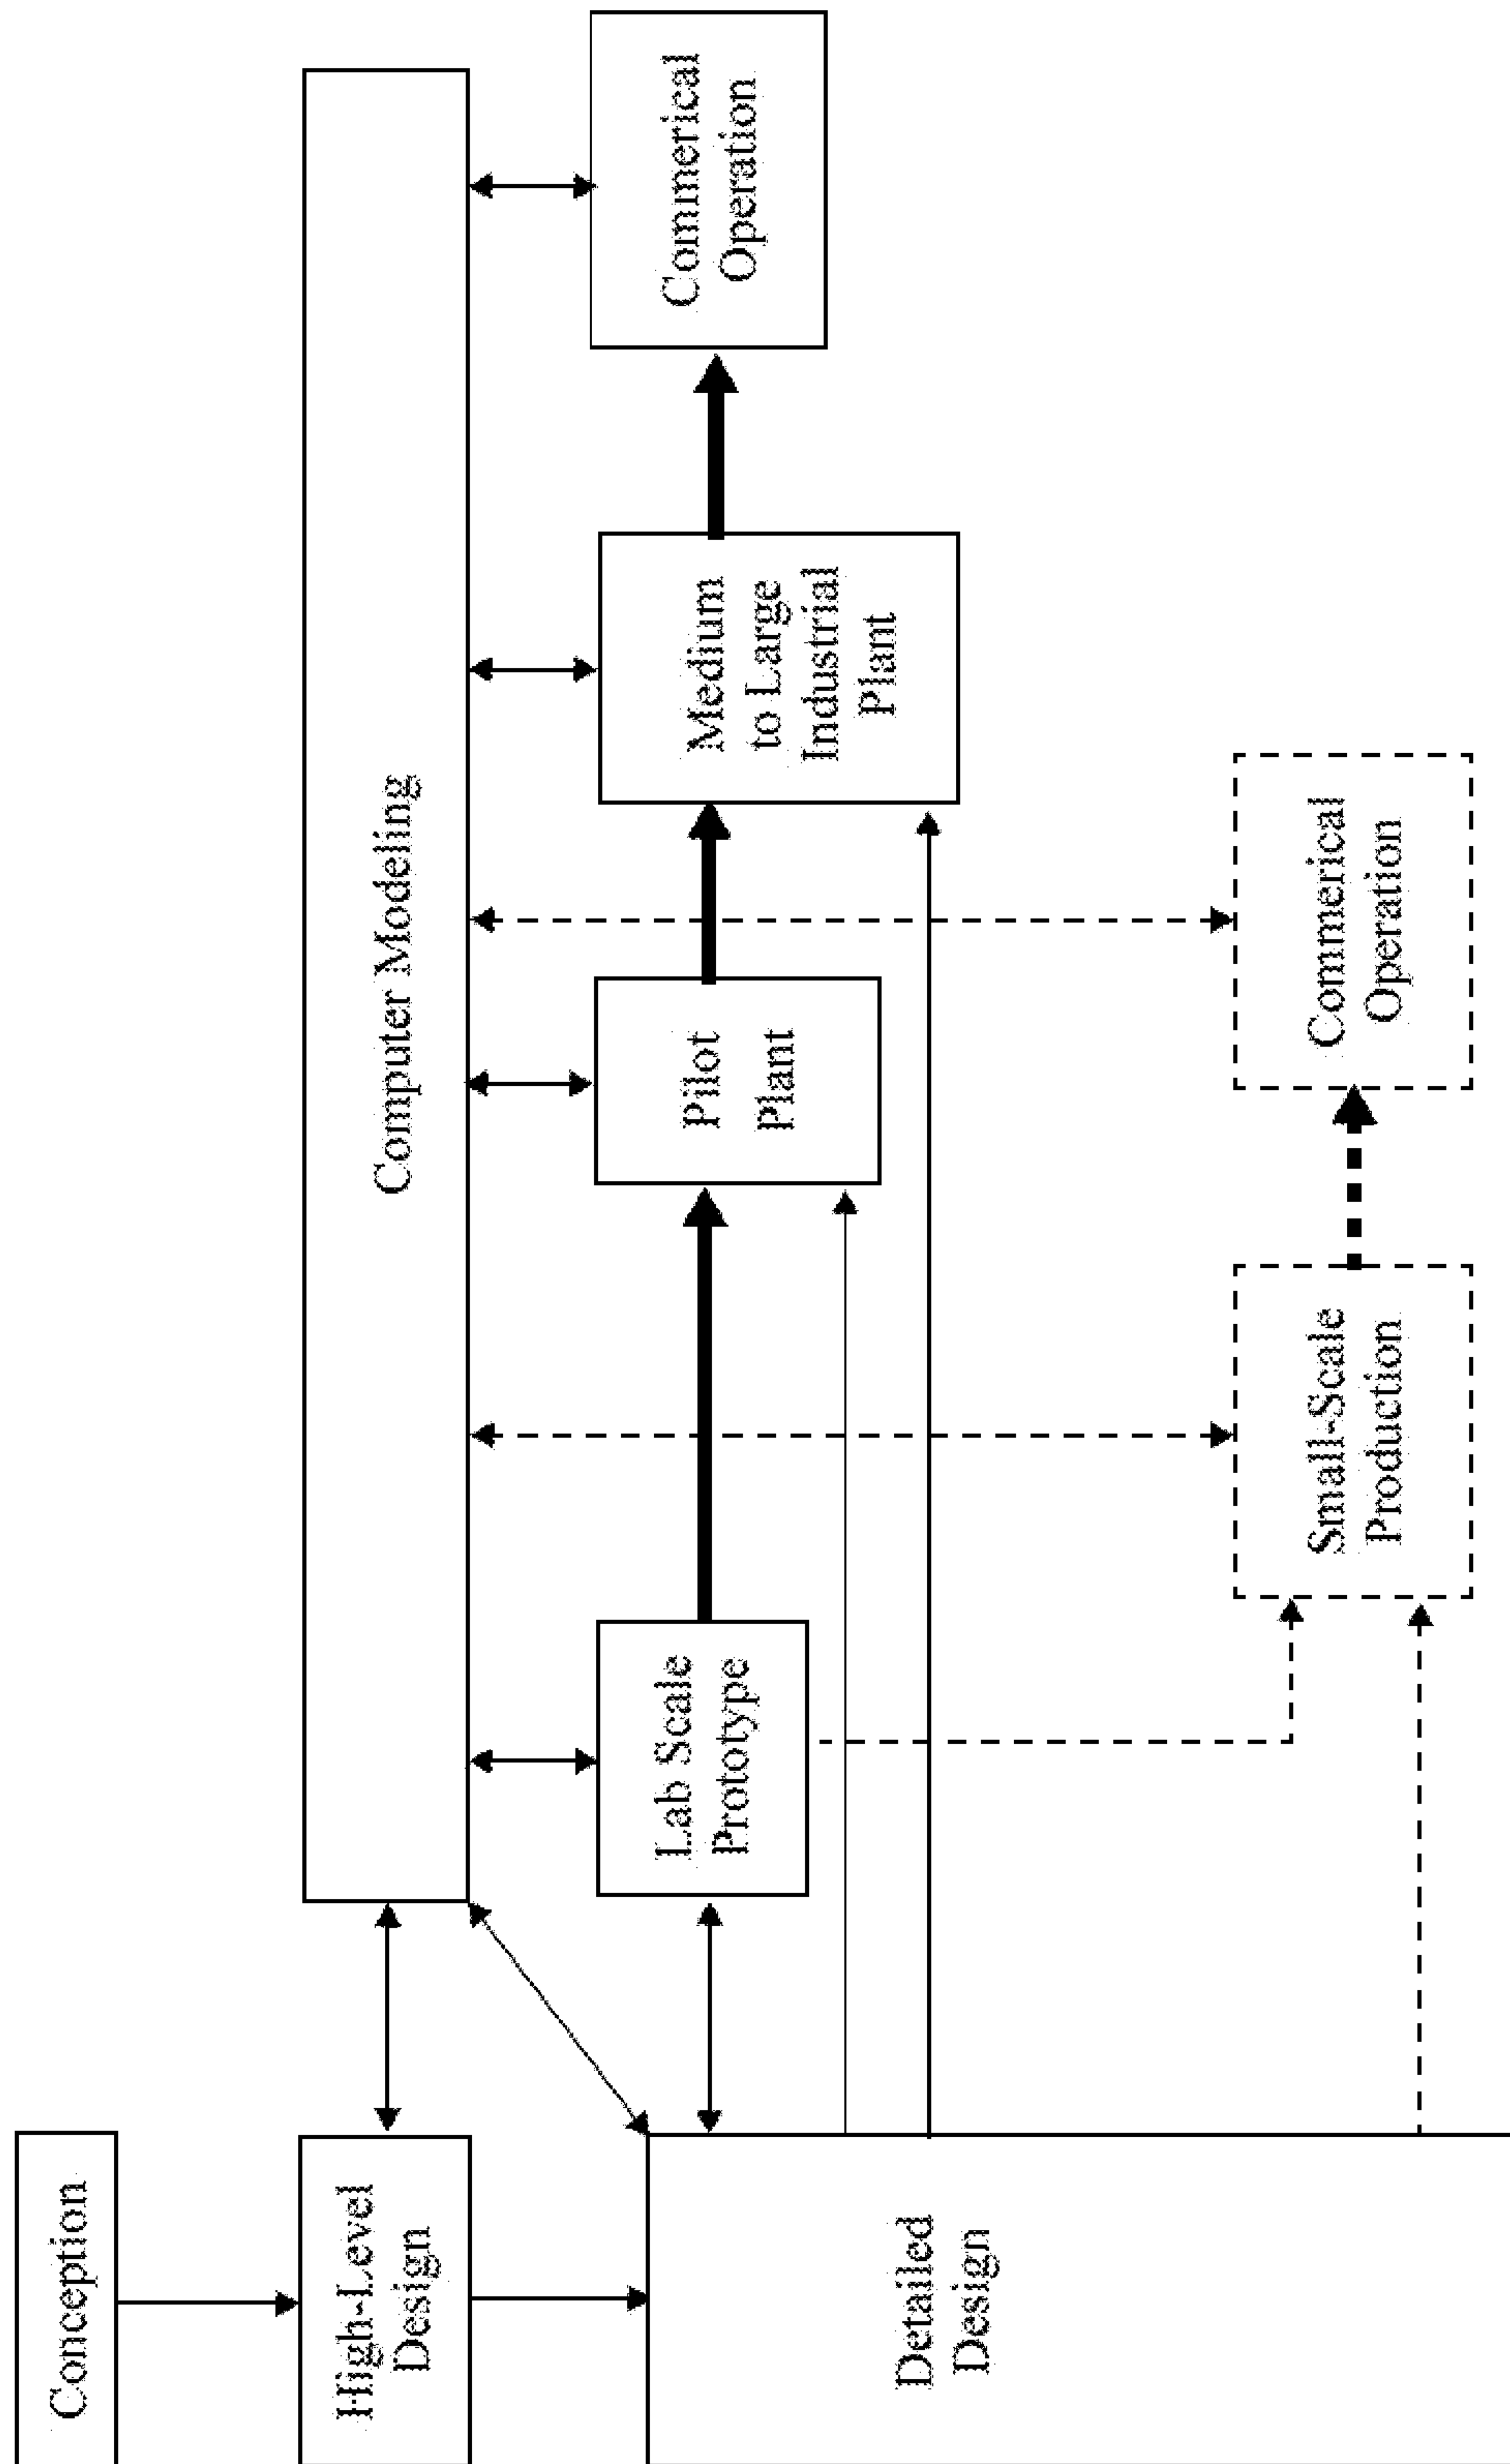 Conception
High-Level
Design
Detailed
Design
Computer Modeling
Lab Scale
Prototype
Pilot
Plant
Medium
to Large
Industrial
Plant
Commerical
Operation
Small-Scale
Production
Commerical
Operation